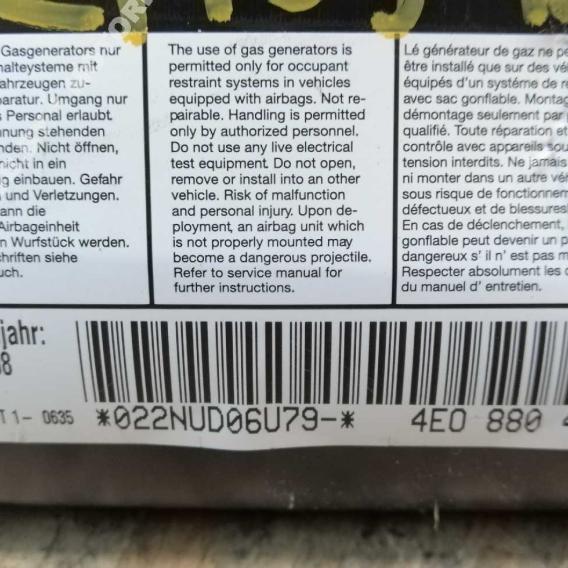 Gasgenerators nur
mit
ahrzeugen zu-
paratur. Umgang nur
Personal erlaubt
nung stehenden
nden. Nicht öffnen,
nicht in ein
g einbauen. Gefahr
und Verletzungen.
ann die
Airbageinheit
n Wurfstück werden.
chriften siehe
uch.
The use of gas generators is
permitted only for occupant
restraint systems in vehicles
equipped with airbags. Not re-
pairable. Handling is permitted
only by authorized personnel.
Do not use any live electrical
test equipment. Do not open,
remove or install into an other
vehicle. Risk of malfunction
and personal injury. Upon de-
ployment, an airbag unit which
is not properly mounted may
become a dangerous projectile.
Refer to service manual for
further instructions.
Lé générateur de gaz ne pe
être installé que sur des vé
équipés d'un système de re
avec sac gonflable. Montag
démontage seulement par p
qualifié. Toute réparation et
contrôle avec appareils sou
tension interdits. Ne jamais
ni monter dans un autre véh
sous risque de fonctionnem
défectueux et de blessures
En cas de déclenchement,
gonflable peut devenir un p
dangereux s' il n' est pas m
Respecter absolument les c
du manuel d' entretien.
jahr:
8
T 1- 0635
*022NUD06U79-*
4E0 880 4